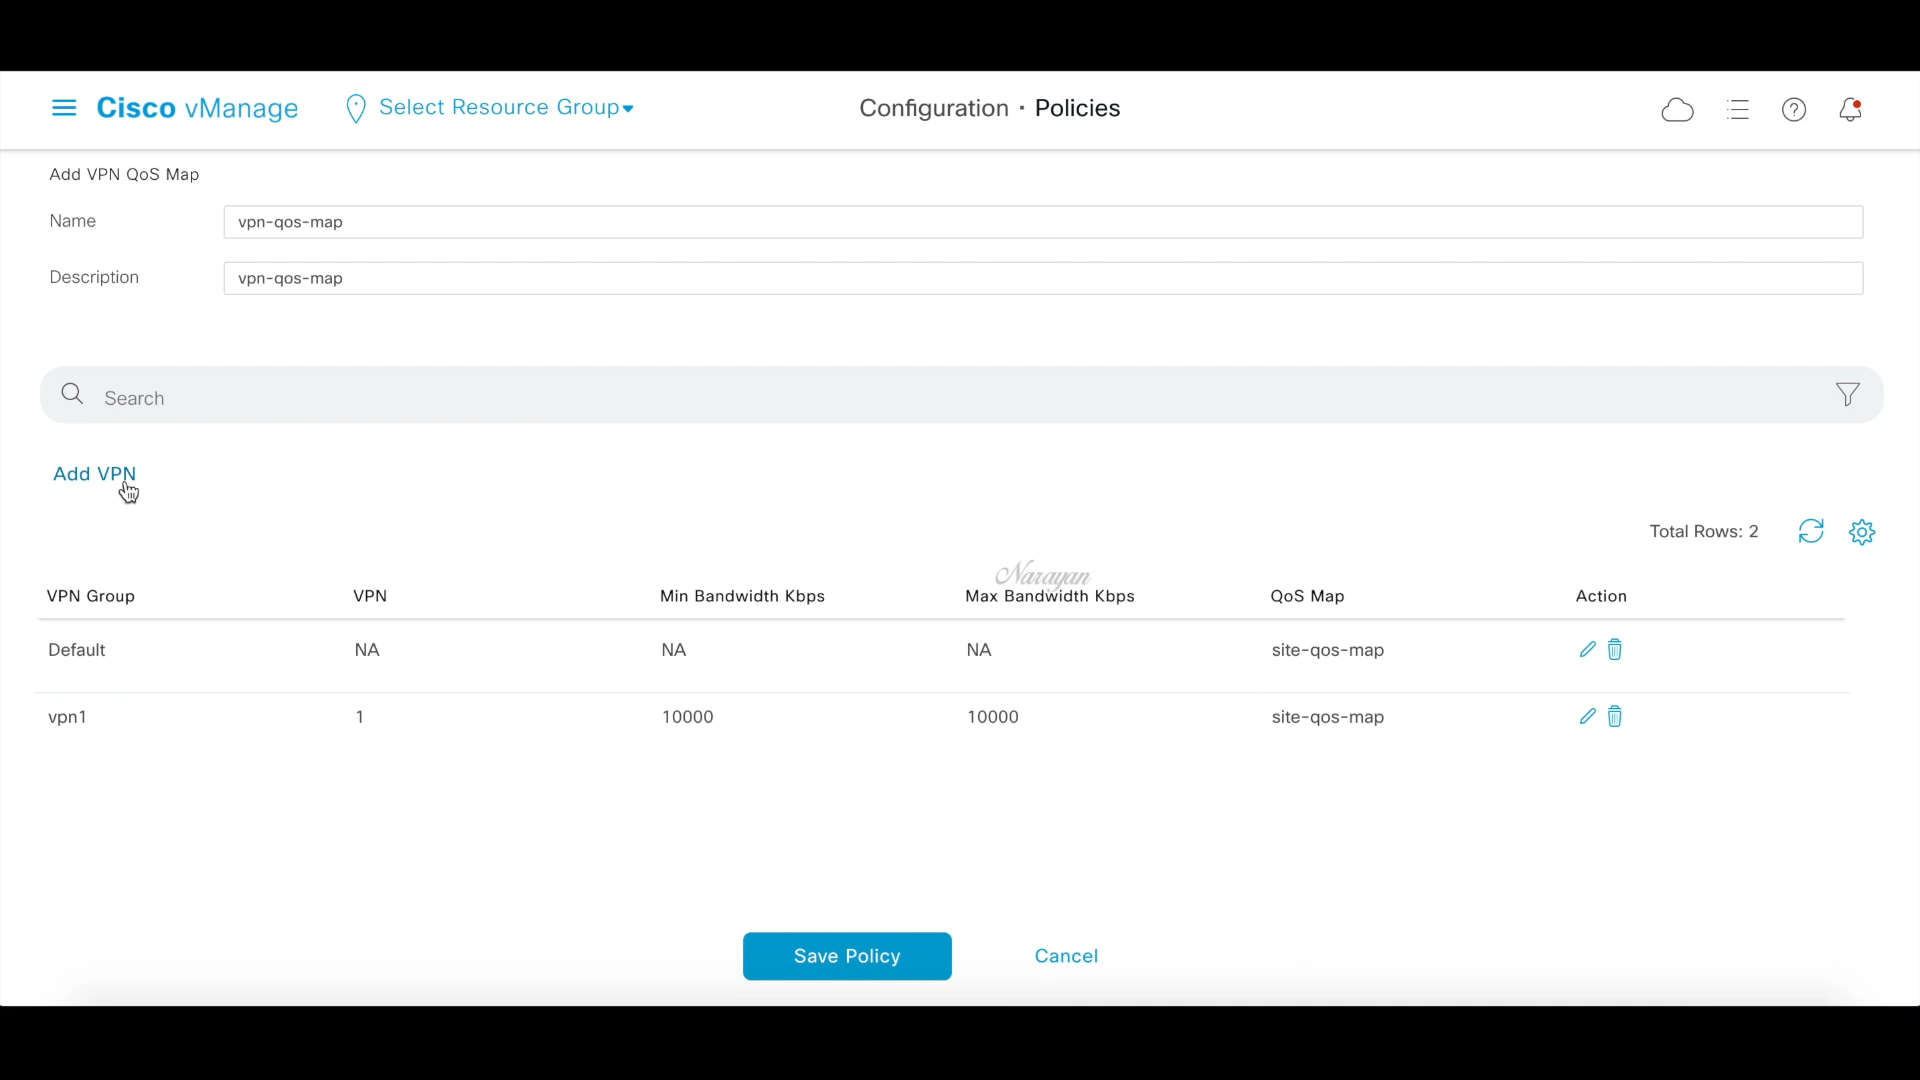 Cisco vManage Select Resource Group Configuration · Policies
Add VPN QoS Map
Name vpn-qos-map
Description vpn-qos-map
Search
Add VPN
Total Rows: 2
Narayan
VPN Group VPN Min Bandwidth Kbps Max Bandwidth Kbps QoS Map Action
Default NA NA NA site-qos-map
vpn1 1 10000 10000 site-qos-map
Save Policy Cancel